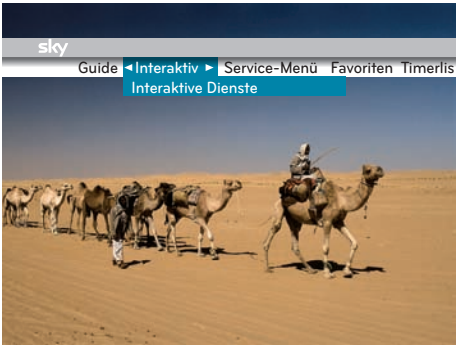 sky
Guide ◄Interaktiv ► Service-Menü Favoriten Timerlis
Interaktive Dienste